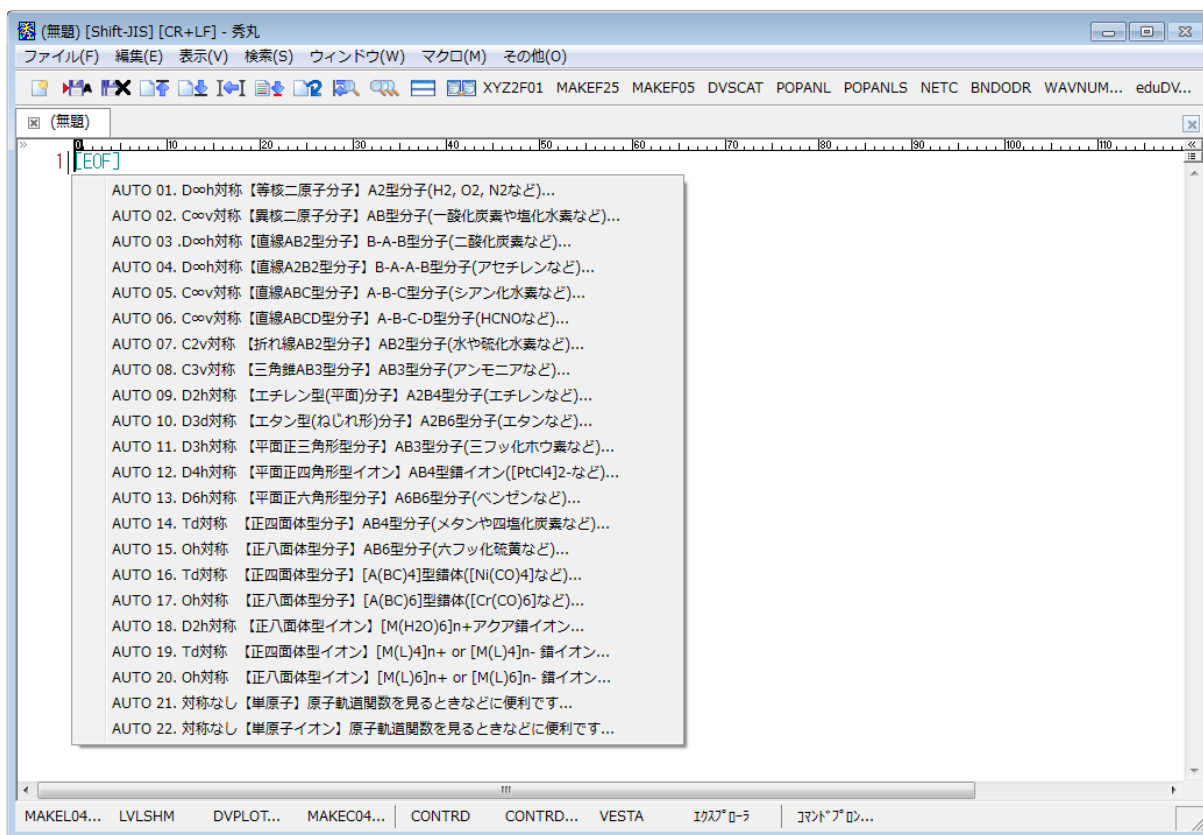 (無題) [Shift-JIS] [CR+LF] - 秀丸
ファイル(F) 編集(E) 表示(V) 検索(S) ウィンドウ(W) マクロ(M) その他(O)
XYZ2F01 MAKEF25 MAKEF05 DVSCAT POPANL POPANLS NETC BNDODR WAVNUM... eduDV...
(無題)
0 10 20 30 40 50 60 70 80 90 100 110
1 [EOF]
AUTO 01. D∞h対称【等核二原子分子】A2型分子(H2, O2, N2など)...
AUTO 02. C∞v対称【異核二原子分子】AB型分子(一酸化炭素や塩化水素など)...
AUTO 03 .D∞h対称【直線AB2型分子】B-A-B型分子(二酸化炭素など)...
AUTO 04. D∞h対称【直線A2B2型分子】B-A-A-B型分子(アセチレンなど)...
AUTO 05. C∞v対称【直線ABC型分子】A-B-C型分子(シアン化水素など)...
AUTO 06. C∞v対称【直線ABCD型分子】A-B-C-D型分子(HCNOなど)...
AUTO 07. C2v対称 【折れ線AB2型分子】AB2型分子(水や硫化水素など)...
AUTO 08. C3v対称 【三角錐AB3型分子】AB3型分子(アンモニアなど)...
AUTO 09. D2h対称 【エチレン型(平面)分子】A2B4型分子(エチレンなど)...
AUTO 10. D3d対称 【エタン型(ねじれ形)分子】A2B6型分子(エタンなど)...
AUTO 11. D3h対称 【平面正三角形型分子】AB3型分子(三フッ化ホウ素など)...
AUTO 12. D4h対称 【平面正四角形型イオン】AB4型錯イオン([PtCl4]2-など)...
AUTO 13. D6h対称 【平面正六角形型分子】A6B6型分子(ベンゼンなど)...
AUTO 14. Td対称 【正四面体型分子】AB4型分子(メタンや四塩化炭素など)...
AUTO 15. Oh対称 【正八面体型分子】AB6型分子(六フッ化硫黄など)...
AUTO 16. Td対称 【正四面体型分子】[A(BC)4]型錯体([Ni(CO)4]など)...
AUTO 17. Oh対称 【正八面体型分子】[A(BC)6]型錯体([Cr(CO)6]など)...
AUTO 18. D2h対称 【正八面体型イオン】[M(H2O)6]n+アクア錯イオン...
AUTO 19. Td対称 【正四面体型イオン】[M(L)4]n+ or [M(L)4]n- 錯イオン...
AUTO 20. Oh対称 【正八面体型イオン】[M(L)6]n+ or [M(L)6]n- 錯イオン...
AUTO 21. 対称なし【単原子】原子軌道関数を見るときなどに便利です...
AUTO 22. 対称なし【単原子イオン】原子軌道関数を見るときなどに便利です...
MAKEL04... LVLSHM DVPLOT... MAKEC04... CONTRD CONTRD... VESTA ｴｸｽﾌﾟﾛｰﾗ ｺﾏﾝﾄﾞﾌﾟﾛﾝ...